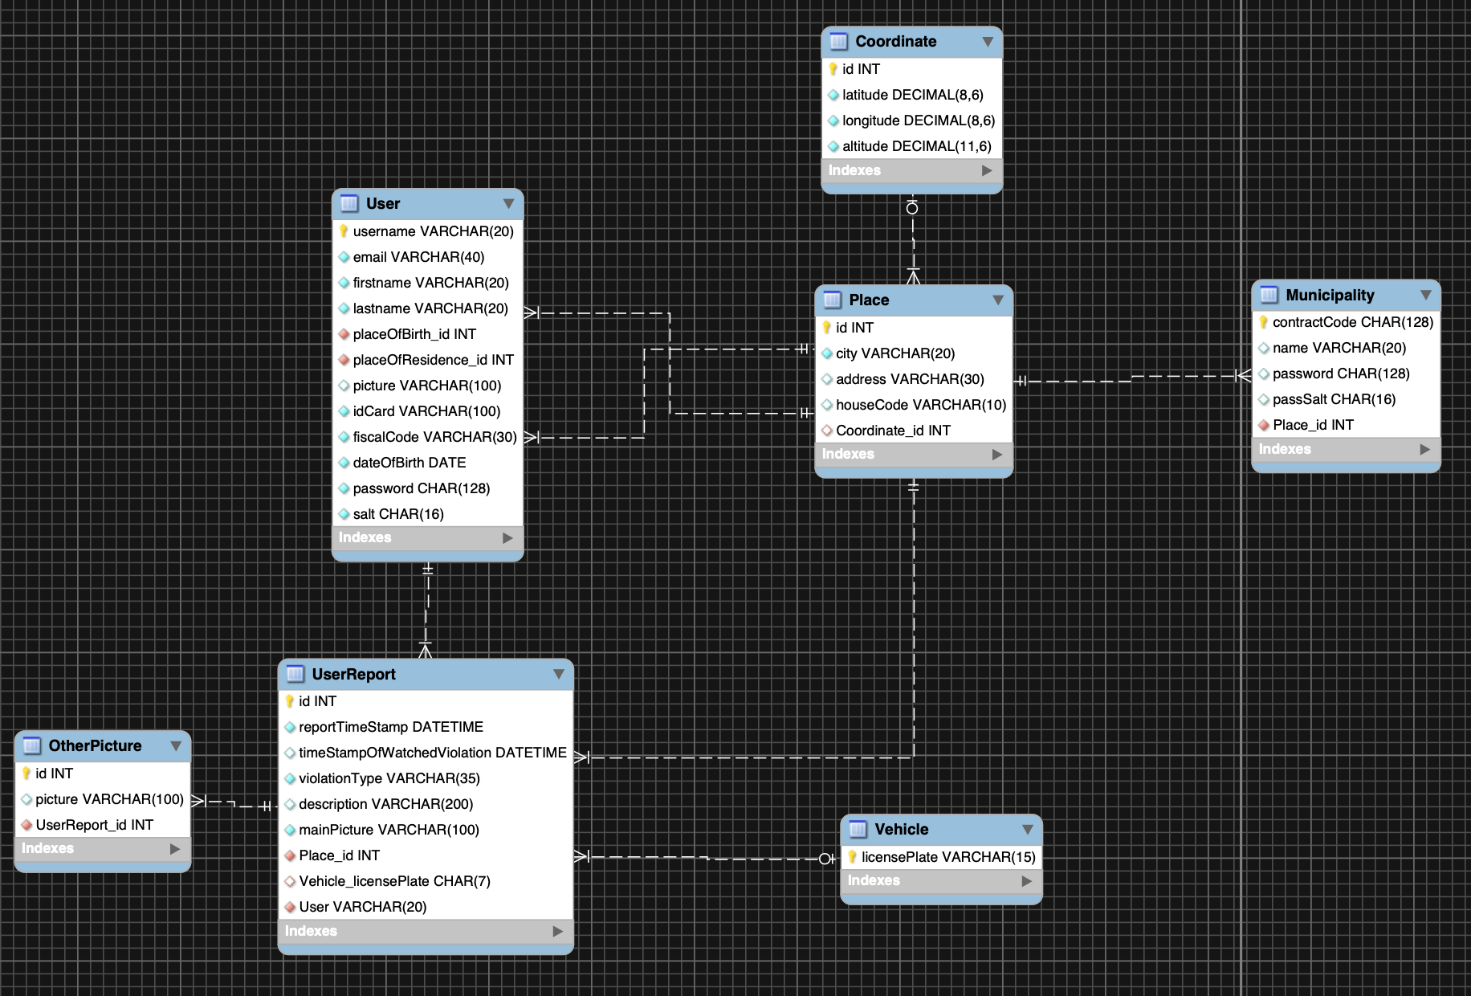 Coordinate
id INT
latitude DECIMAL(8,6)
longitude DECIMAL(8,6)
altitude DECIMAL(11,6)
Indexes
User
username VARCHAR(20)
email VARCHAR(40)
firstname VARCHAR(20)
lastname VARCHAR(20)
placeOfBirth_id INT
placeOfResidence_id INT
picture VARCHAR(100)
idCard VARCHAR(100)
fiscalCode VARCHAR(30)
dateOfBirth DATE
password CHAR(128)
salt CHAR(16)
Indexes
Place
id INT
city VARCHAR(20)
address VARCHAR(30)
houseCode VARCHAR(10)
Coordinate_id INT
Indexes
Municipality
contractCode CHAR(128)
name VARCHAR(20)
password CHAR(128)
passSalt CHAR(16)
Place_id INT
Indexes
UserReport
id INT
reportTimeStamp DATETIME
timeStampOfWatchedViolation DATETIME
violationType VARCHAR(35)
description VARCHAR(200)
mainPicture VARCHAR(100)
Place_id INT
Vehicle_licensePlate CHAR(7)
User VARCHAR(20)
Indexes
OtherPicture
id INT
picture VARCHAR(100)
UserReport_id INT
Indexes
Vehicle
licensePlate VARCHAR(15)
Indexes